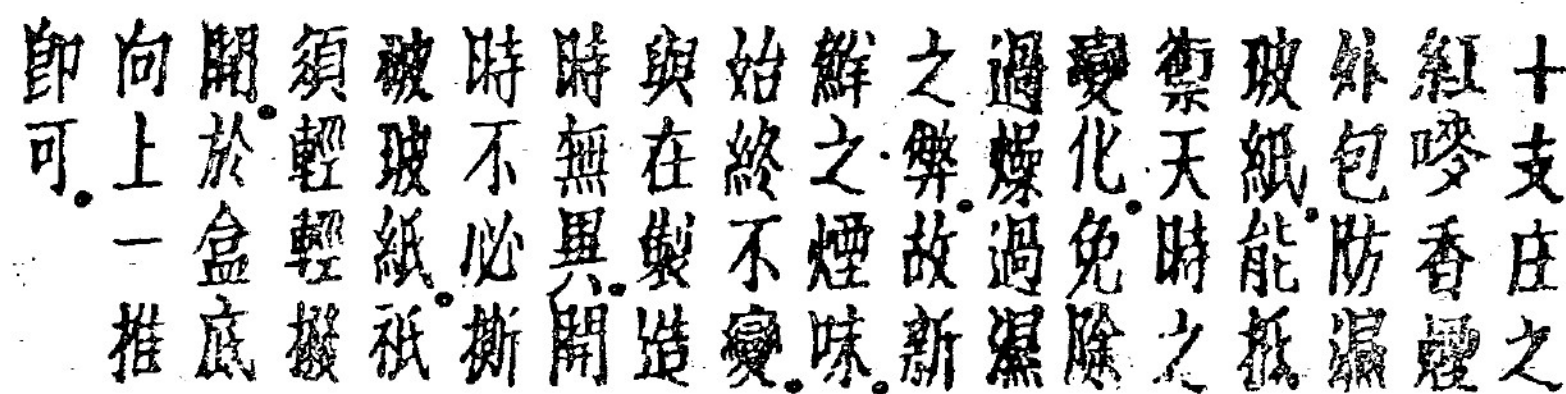 十支庄之
紅嘜香煙
外包防濕
玻紙。能抵
禦天時之
變化。免除
過燥過濕
之弊。故新
鮮之煙味。
始終不變。
與在製造
時無異。開
時不必撕
破玻紙。祇
須輕輕撥
開。於盒底
向上一推
卽可。